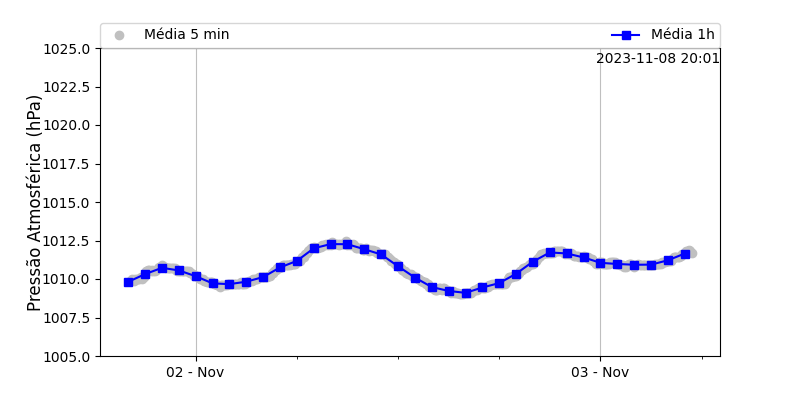 Média 5 min
Média 1h
2023-11-08 20:01
Pressão Atmosférica (hPa)
1025.0
1022.5
1020.0
1017.5
1015.0
1012.5
1010.0
1007.5
1005.0
02 - Nov
03 - Nov